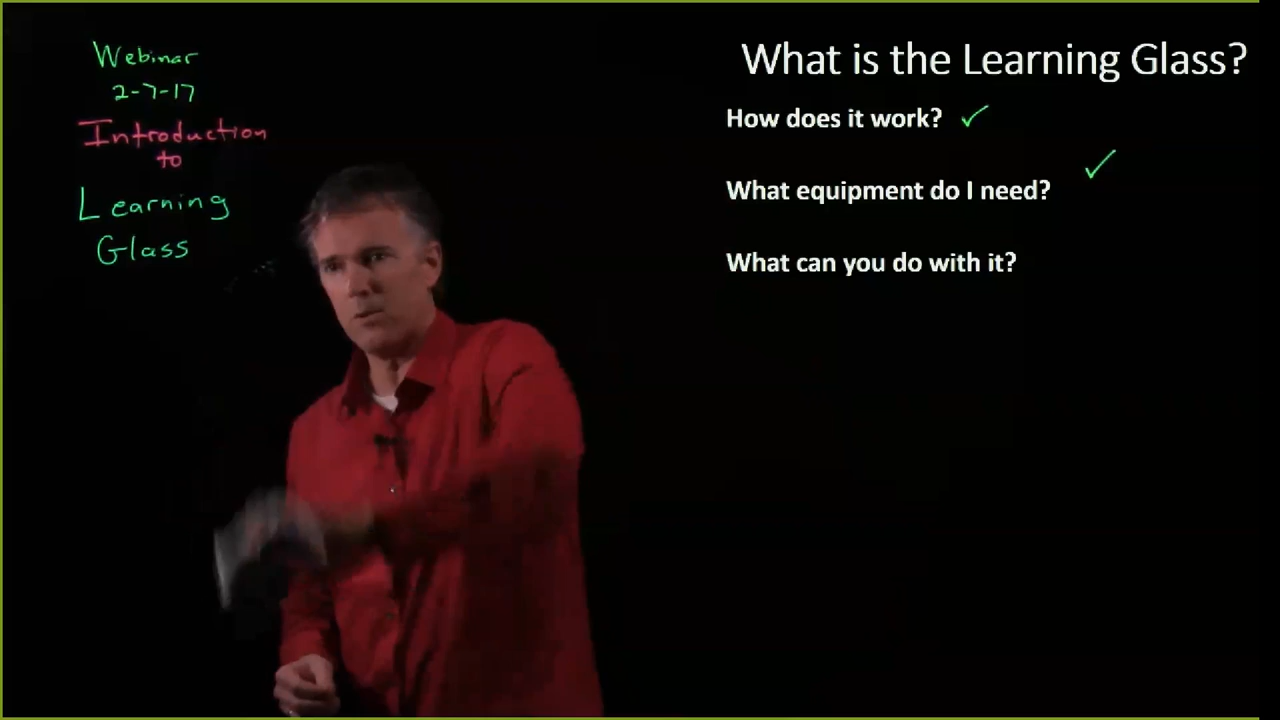 Webinar
2-7-17
Introduction
to
Learning
Glass
What is the Learning Glass?
How does it work? ✓
What equipment do I need? ✓
What can you do with it?